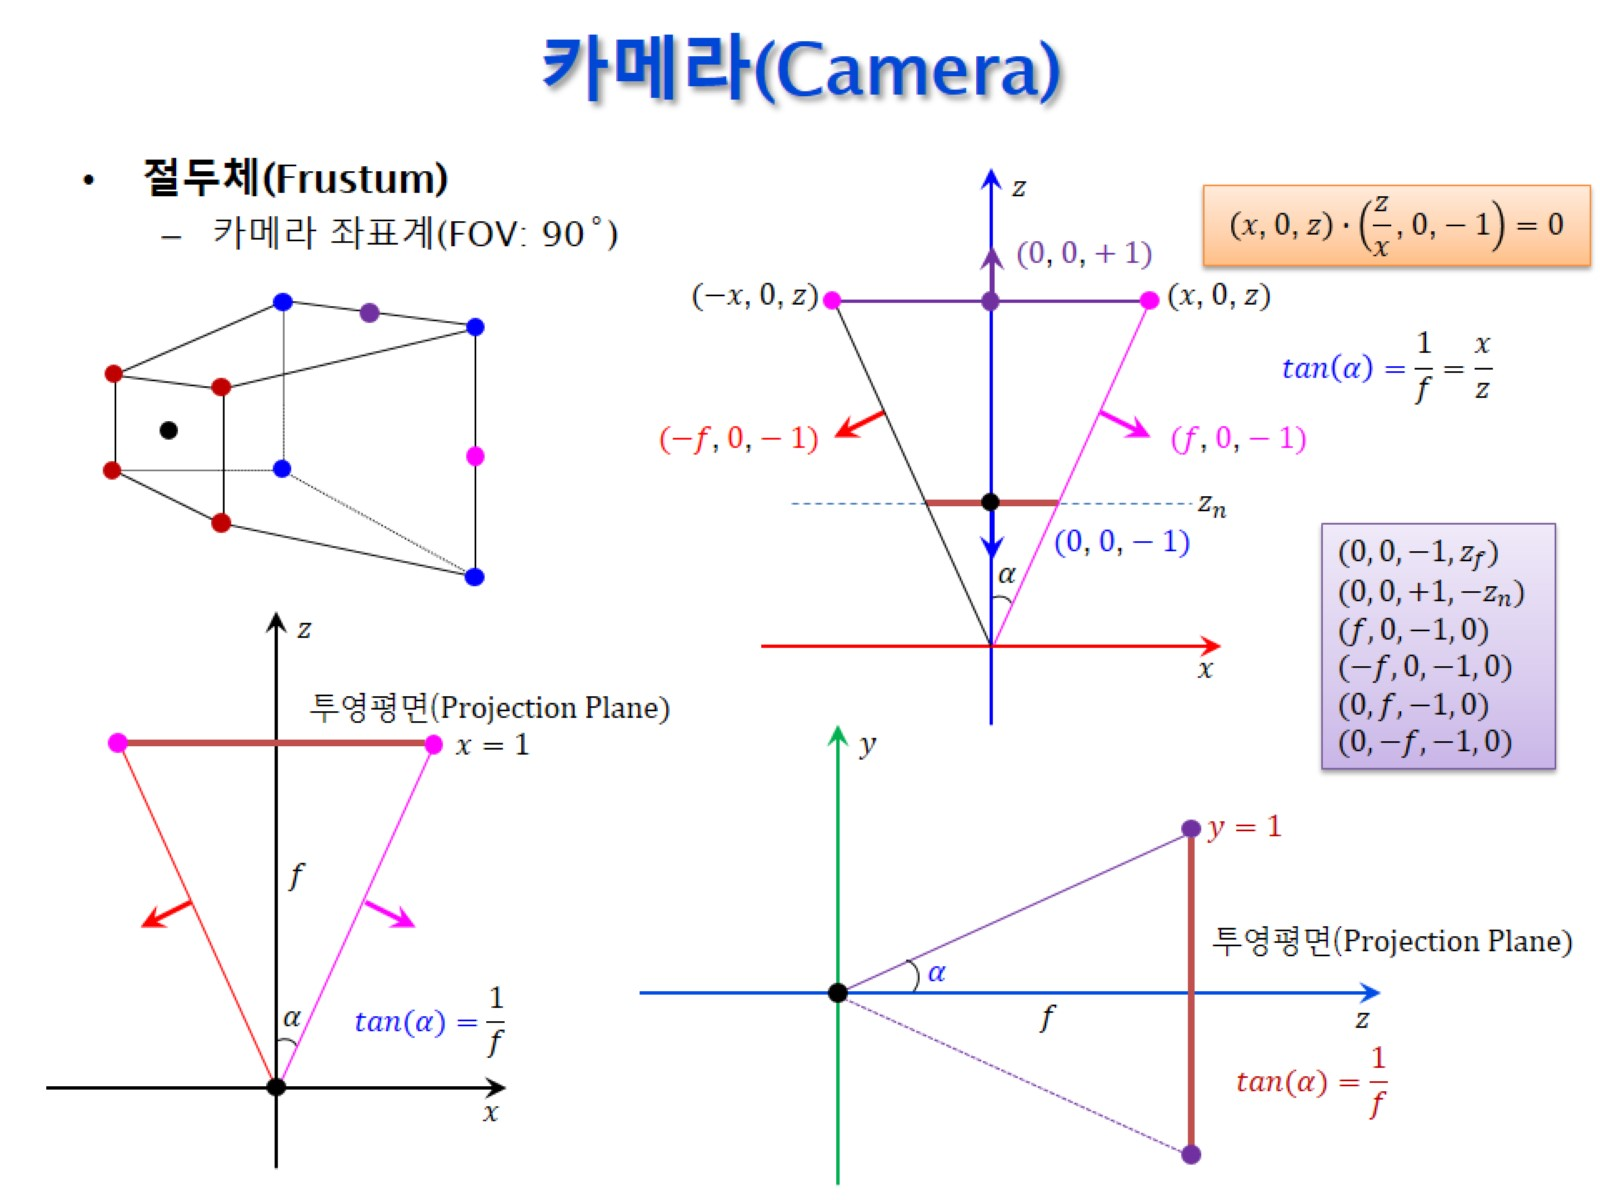 카메라(Camera)
• 절두체(Frustum)
– 카메라 좌표계(FOV: 90°)
z
(0, 0, +1)
(x, 0, z) · (z/x, 0, −1) = 0
(−x, 0, z)
(x, 0, z)
tan(α) = 1/f = x/z
(−f, 0, −1)
(f, 0, −1)
zₙ
(0, 0, −1)
α
x
(0, 0, −1, z_f)
(0, 0, +1, −zₙ)
(f, 0, −1, 0)
(−f, 0, −1, 0)
(0, f, −1, 0)
(0, −f, −1, 0)
z
투영평면(Projection Plane)
x = 1
f
α
tan(α) = 1/f
x
y
y = 1
투영평면(Projection Plane)
α
f
z
tan(α) = 1/f